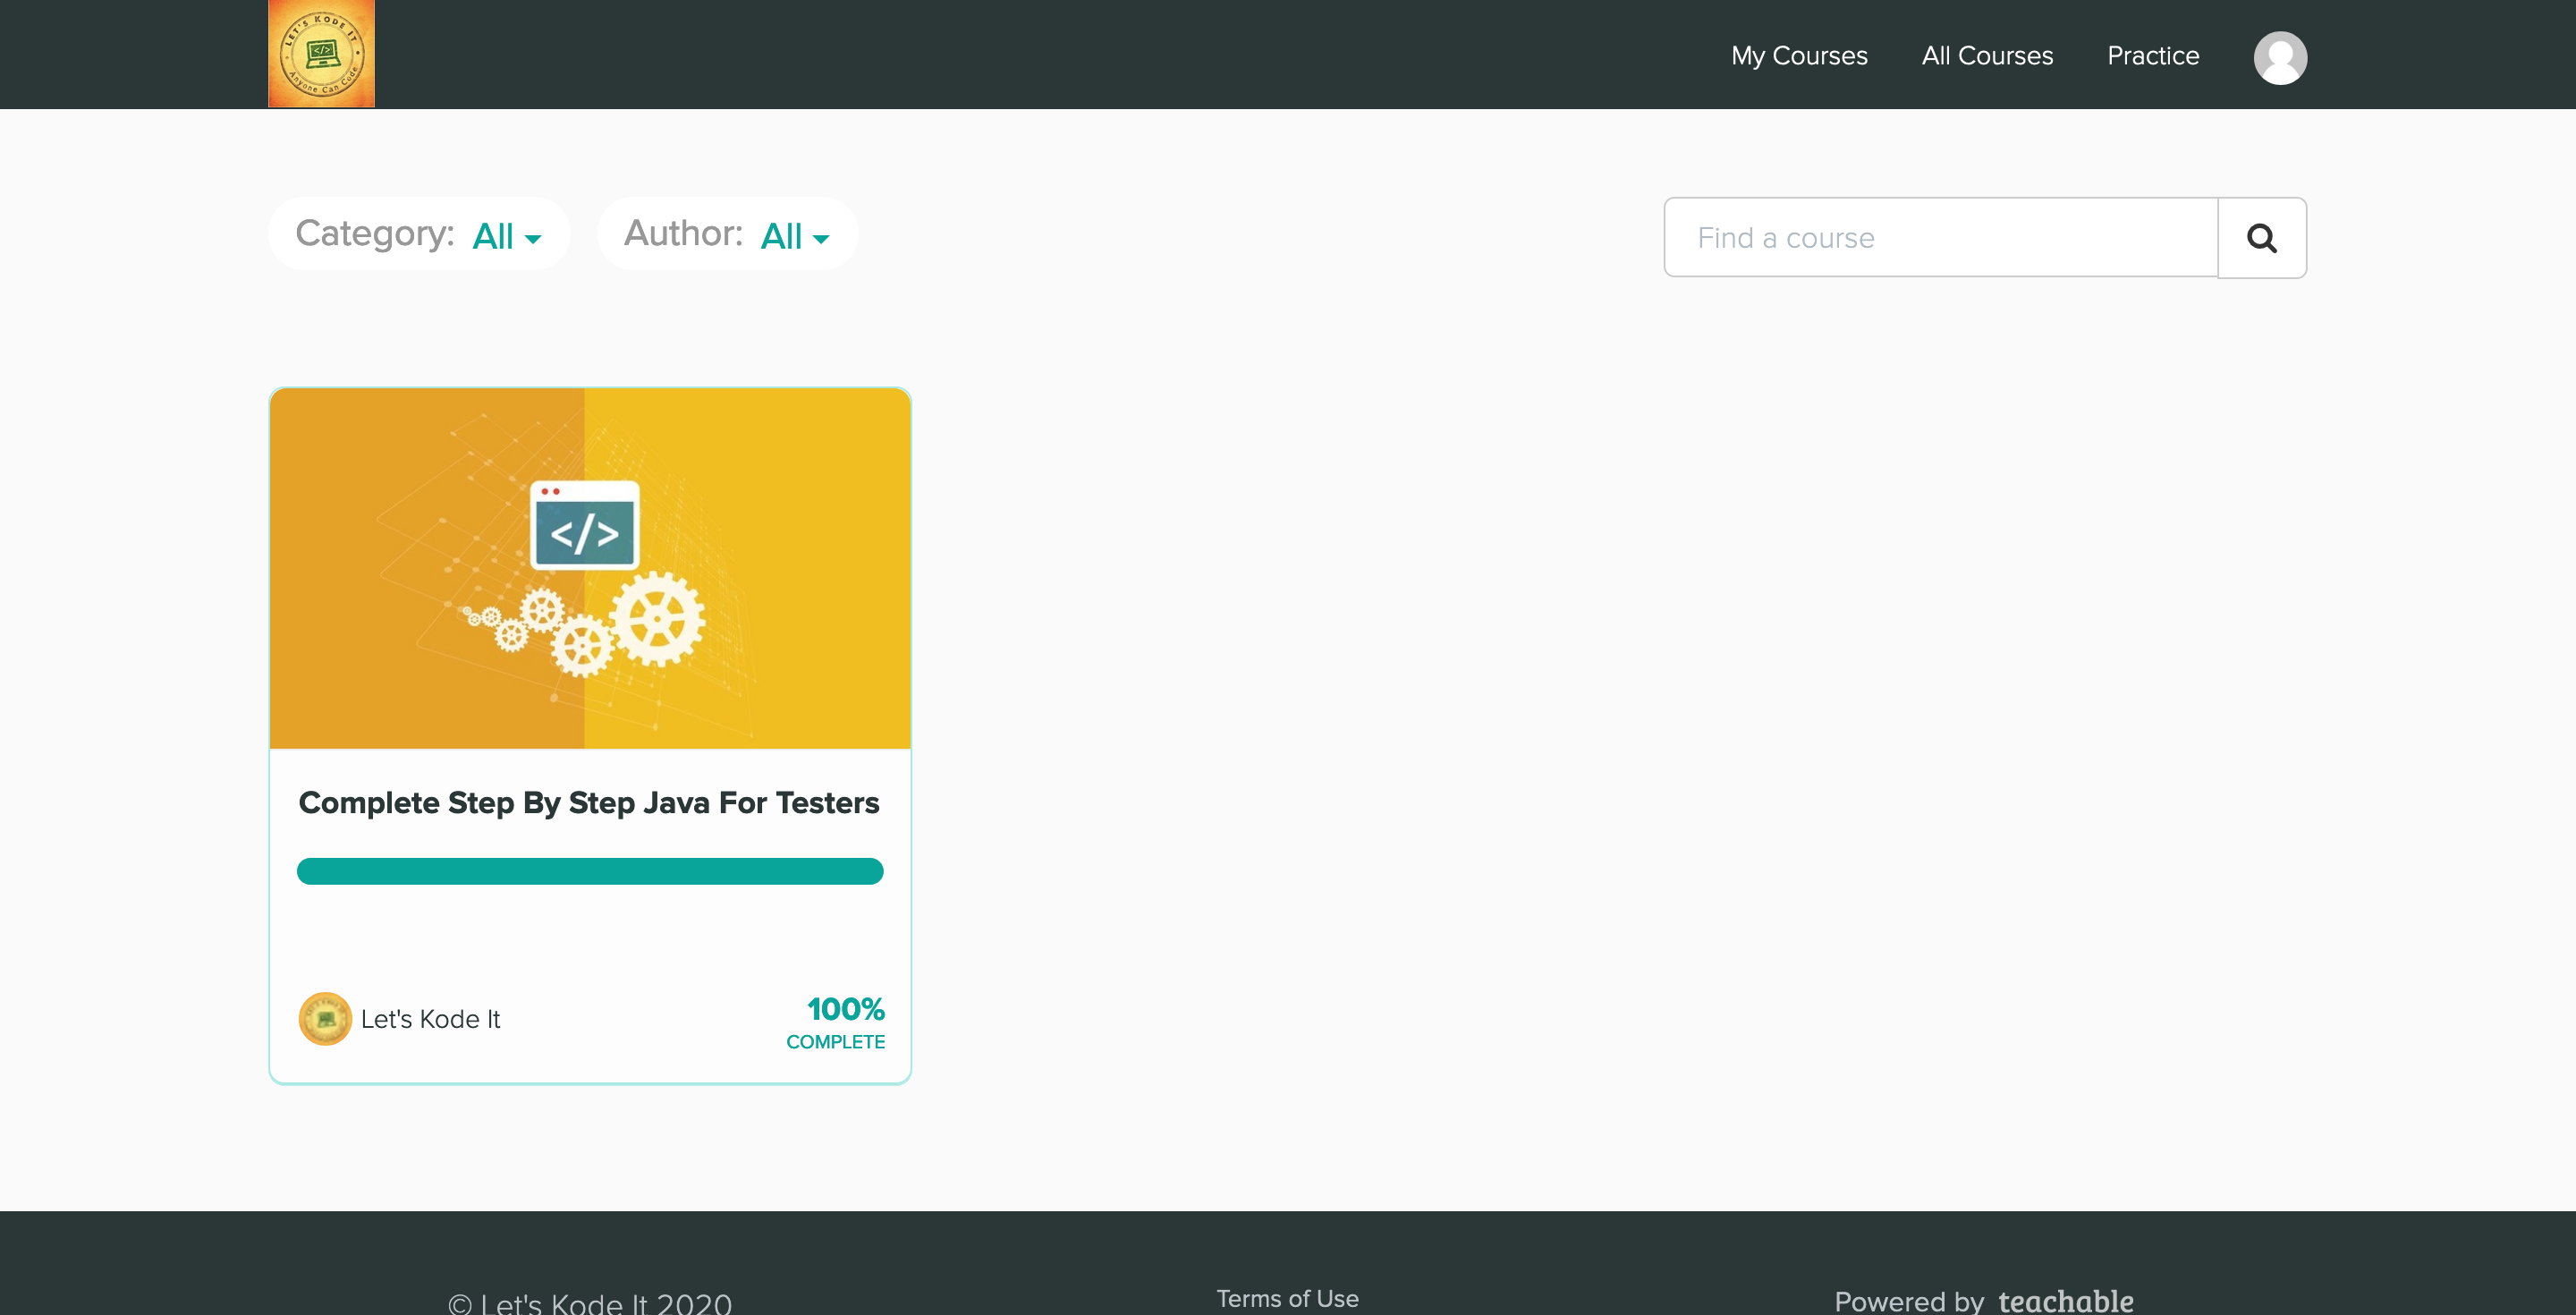 LET'S KODE IT
</>
Anyone Can Code
My Courses All Courses Practice
Category: All Author: All
Find a course
</>
Complete Step By Step Java For Testers
Let's Kode It
100%
COMPLETE
© Let's Kode It 2020
Terms of Use
Powered by teachable